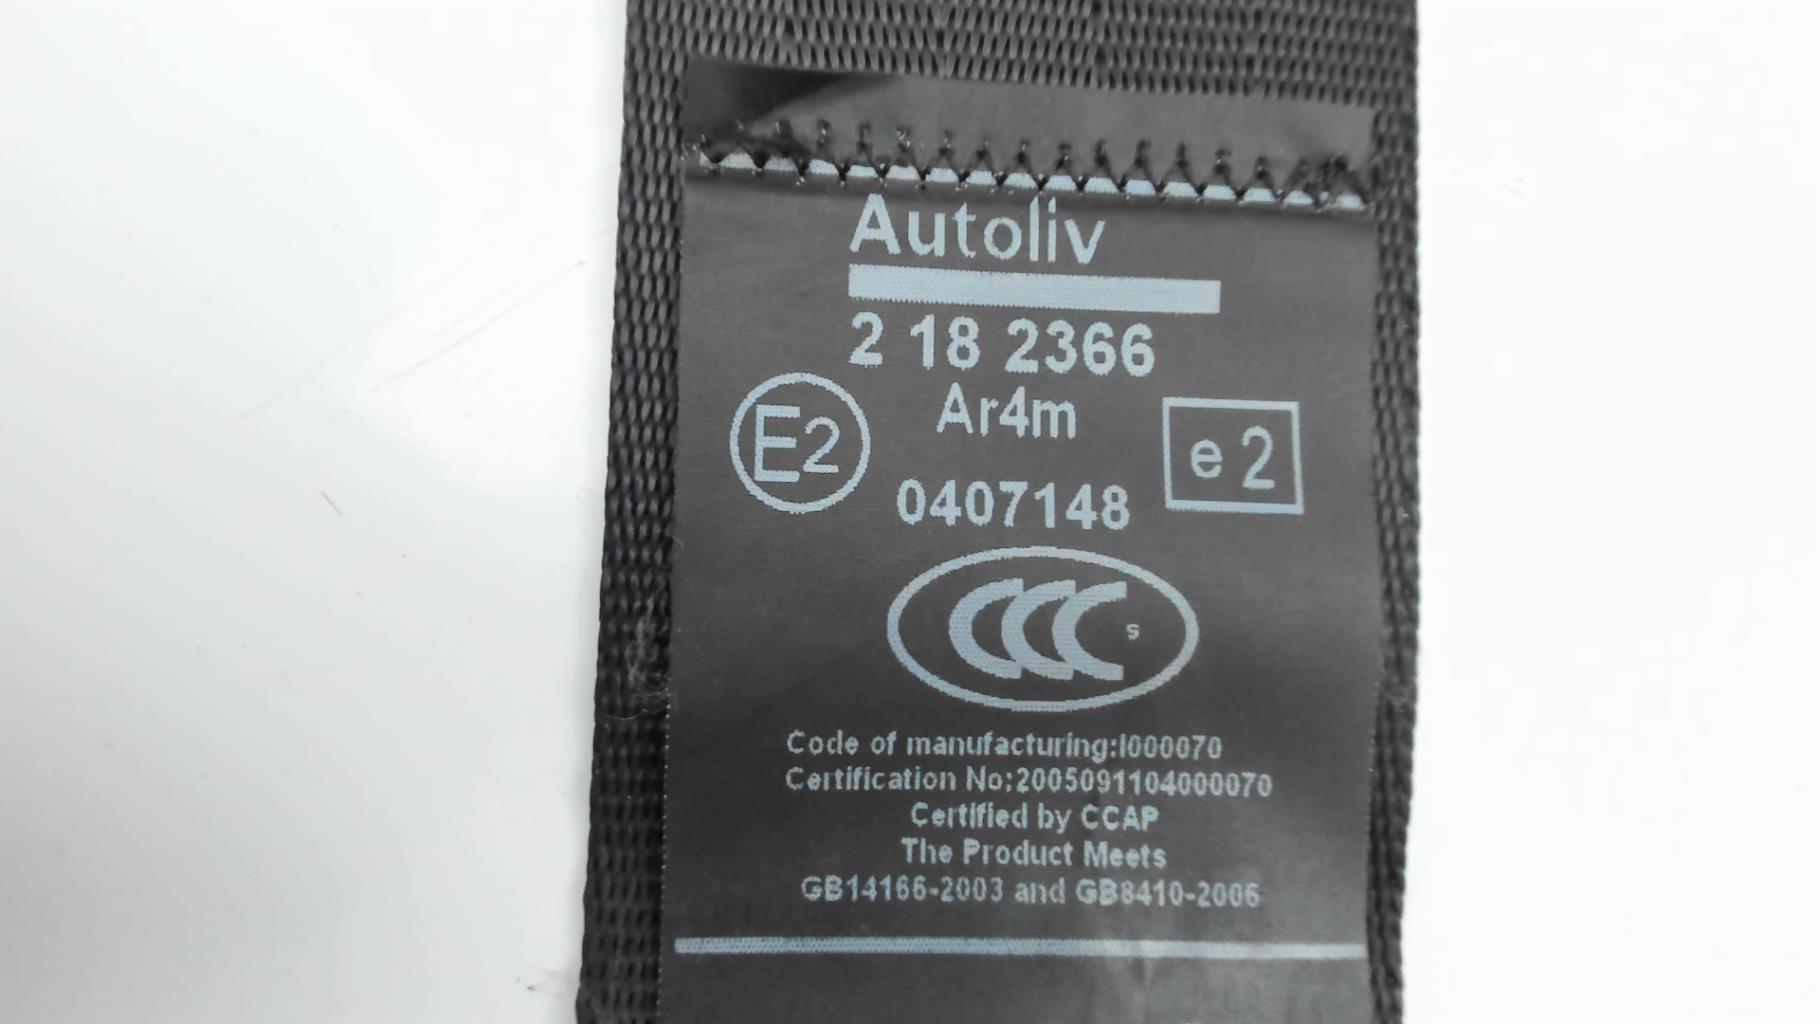 Autoliv
2 18 2366
Ar4m
E2
e2
0407148
CCC S
Code of manufacturing:I000070
Certification No:2005091104000070
Certified by CCAP
The Product Meets
GB14166-2003 and GB8410-2006